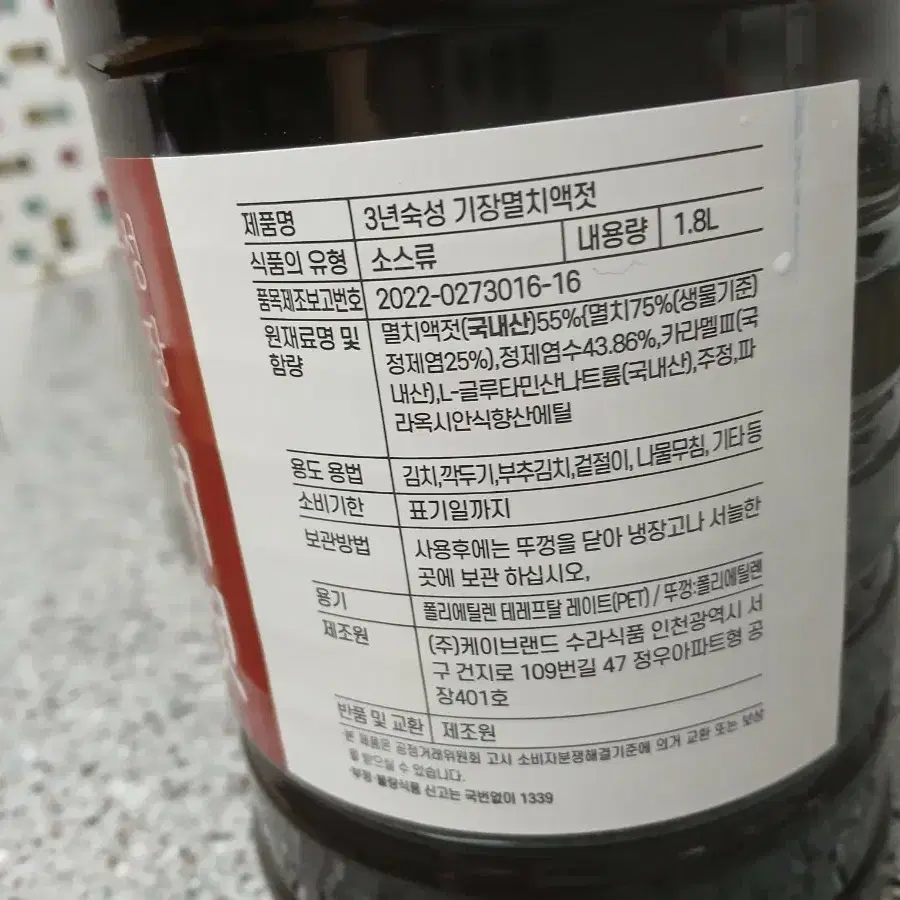 제품명 3년숙성 기장멸치액젓
식품의 유형 소스류 내용량 1.8L
품목제조보고번호 2022-0273016-16
원재료명 및 멸치액젓(국내산)55%{멸치75%(생물기준)
함량 정제염25%),정제염수43.86%,카라멜피(국
내산),L-글루타민산나트륨(국내산),주정,파
라옥시안식향산에틸
용도 용법 김치,깍두기,부추김치,겉절이, 나물무침, 기타 등
소비기한 표기일까지
보관방법 사용후에는 뚜껑을 닫아 냉장고나 서늘한
곳에 보관 하십시오,
용기 폴리에틸렌 테레프탈 레이트(PET) / 뚜껑:폴리에틸렌
제조원 (주)케이브랜드 수라식품 인천광역시 서
구 건지로 109번길 47 정우아파트형 공
장401호
반품 및 교환 제조원
·본 제품은 공정거래위원회 고시 소비자분쟁해결기준에 의거 교환 또는 보상
을 받으실 수 있습니다.
·부정·불량식품 신고는 국번없이 1339